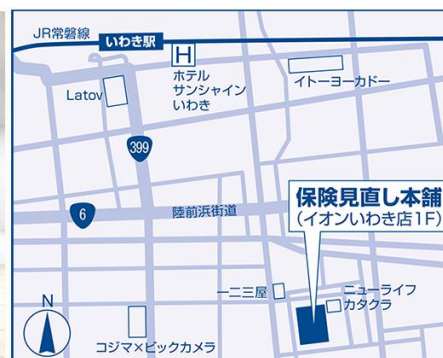 JR常磐線
いわき駅
H
ホテル
サンシャイン
いわき
イトーヨーカドー
Latov
399
保険見直し本舗
(イオンいわき店1F)
6
陸前浜街道
一二三屋
ニューライフ
カタクラ
N
コジマ×ビックカメラ